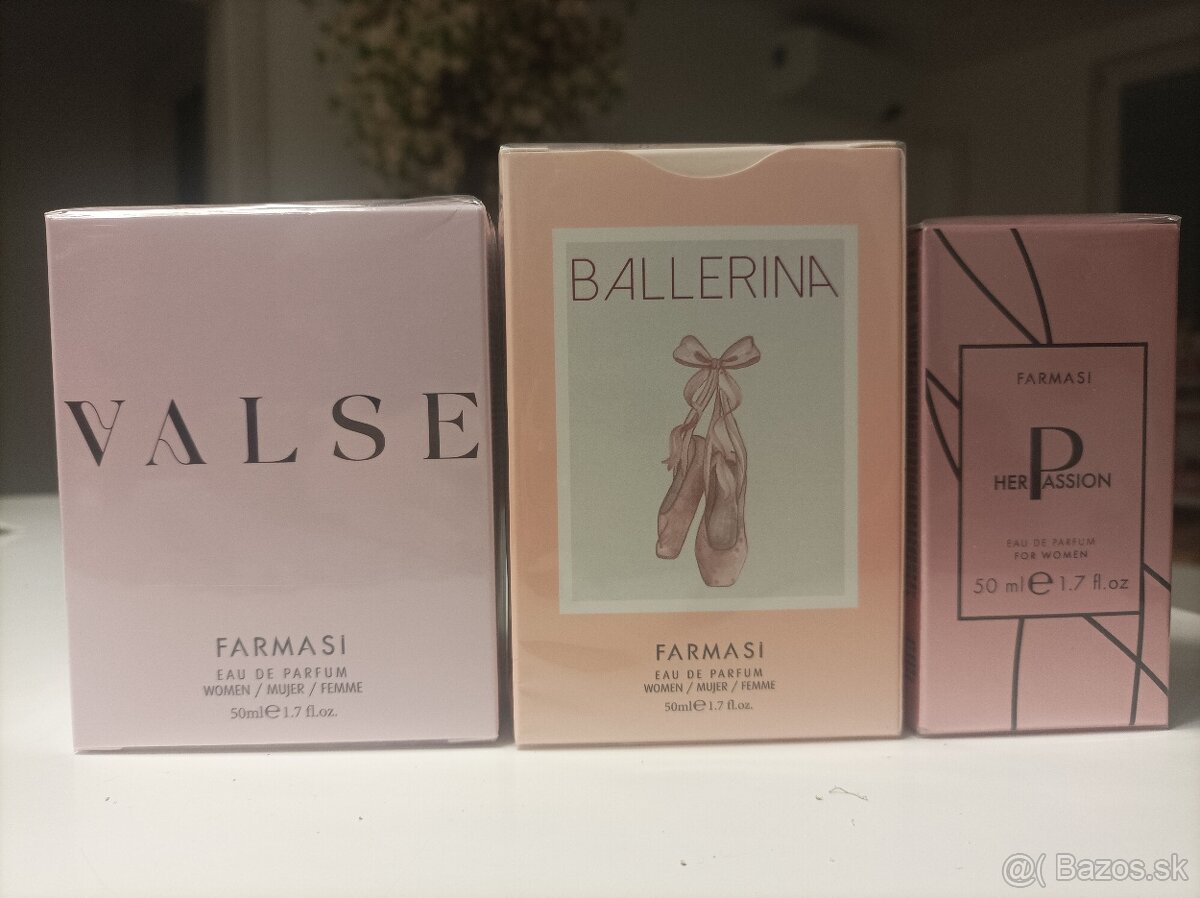 VALSE
FARMASİ
EAU DE PARFUM
WOMEN / MUJER / FEMME
50ml℮1.7 fl.oz.
BALLERINA
FARMASİ
EAU DE PARFUM
WOMEN / MUJER / FEMME
50ml℮1.7 fl.oz.
FARMASİ
HER PASSION
EAU DE PARFUM
FOR WOMEN
50 ml℮1.7 fl.oz
@( Bazos.sk